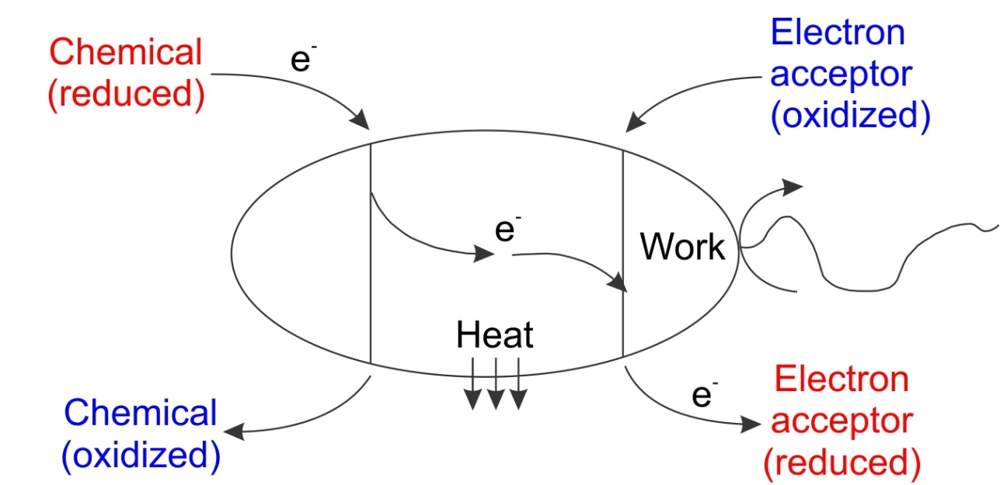 Chemical
(reduced)
e⁻
Electron
acceptor
(oxidized)
e⁻
Work
Heat
Chemical
(oxidized)
e⁻
Electron
acceptor
(reduced)